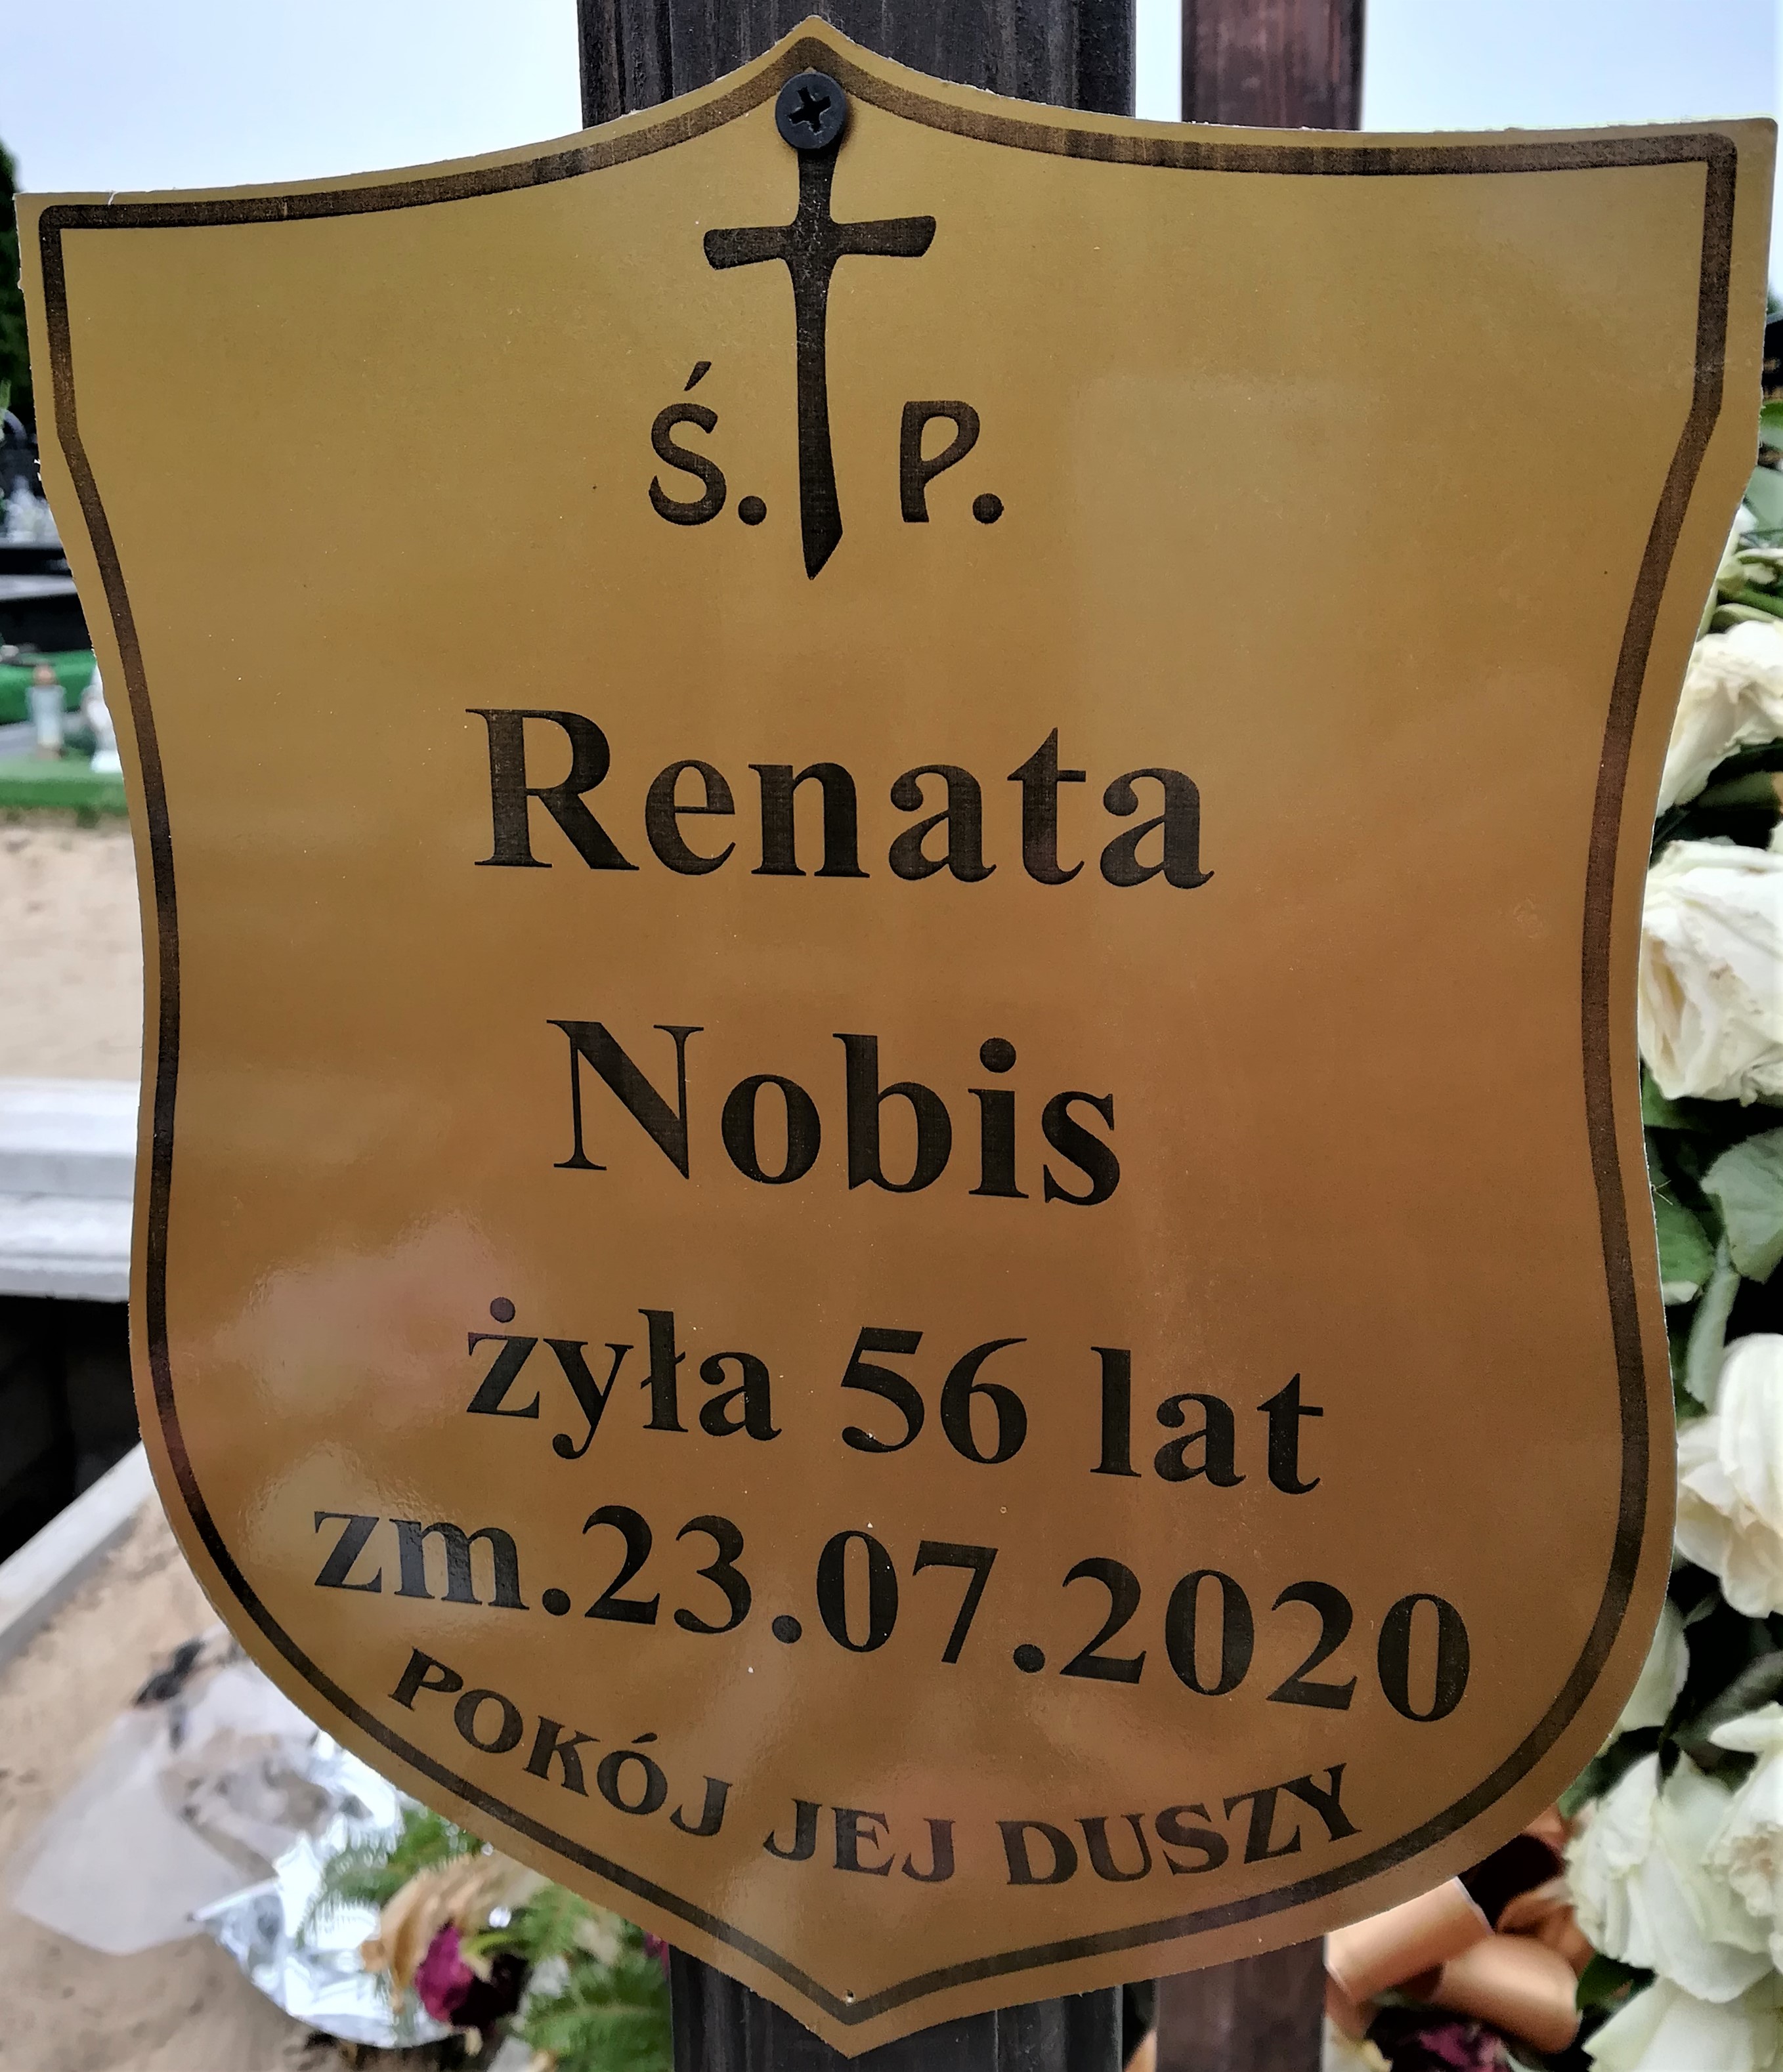 Ś. P.
Renata
Nobis
żyła 56 lat
zm.23.07.2020
POKÓJ JEJ DUSZY